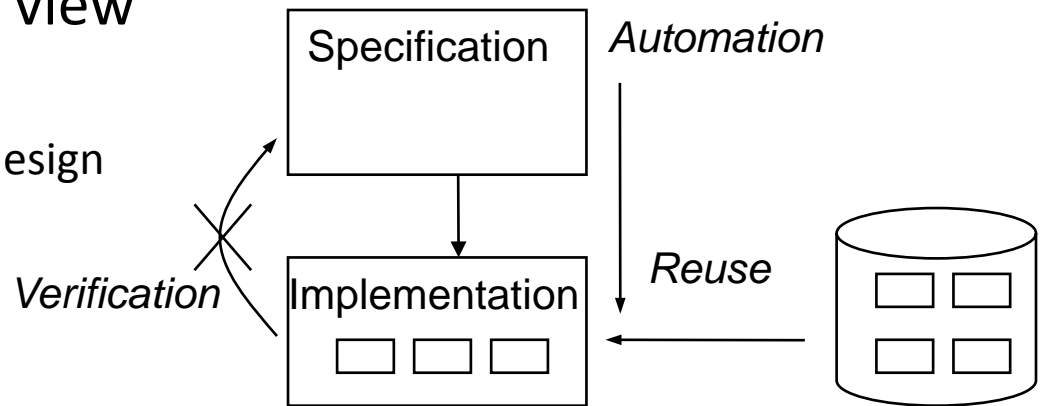 view
Specification
Automation
esign
Reuse
Verification
Implementation